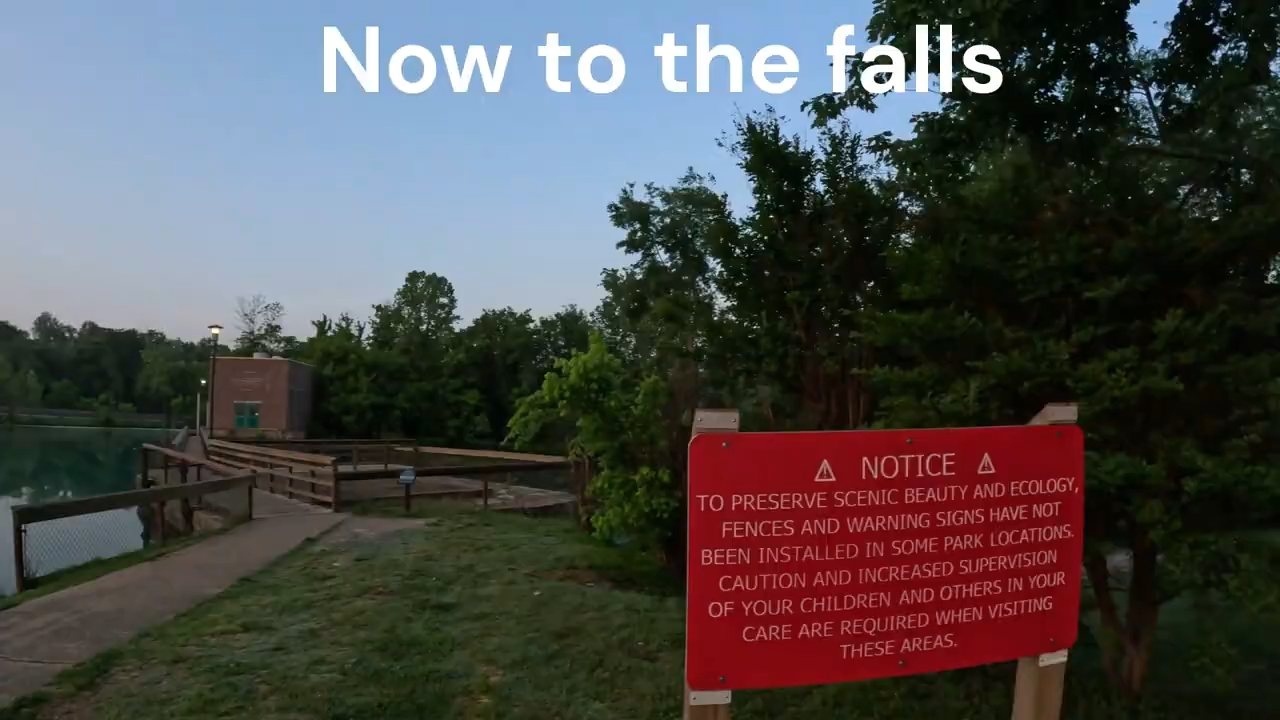 Now to the falls
NOTICE
TO PRESERVE SCENIC BEAUTY AND ECOLOGY,
FENCES AND WARNING SIGNS HAVE NOT
BEEN INSTALLED IN SOME PARK LOCATIONS.
CAUTION AND INCREASED SUPERVISION
OF YOUR CHILDREN AND OTHERS IN YOUR
CARE ARE REQUIRED WHEN VISITING
THESE AREAS.